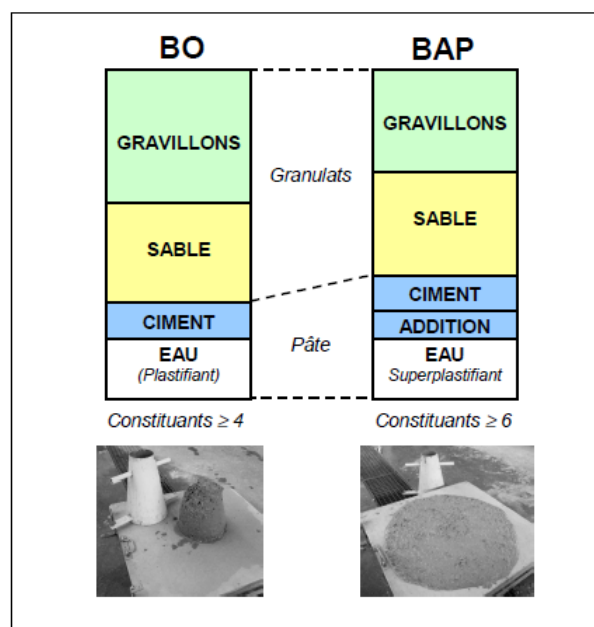 BO
BAP
GRAVILLONS
GRAVILLONS
Granulats
SABLE
SABLE
CIMENT
CIMENT
ADDITION
Pâte
EAU
(Plastifiant)
EAU
Superplastifiant
Constituants ≥ 4
Constituants ≥ 6